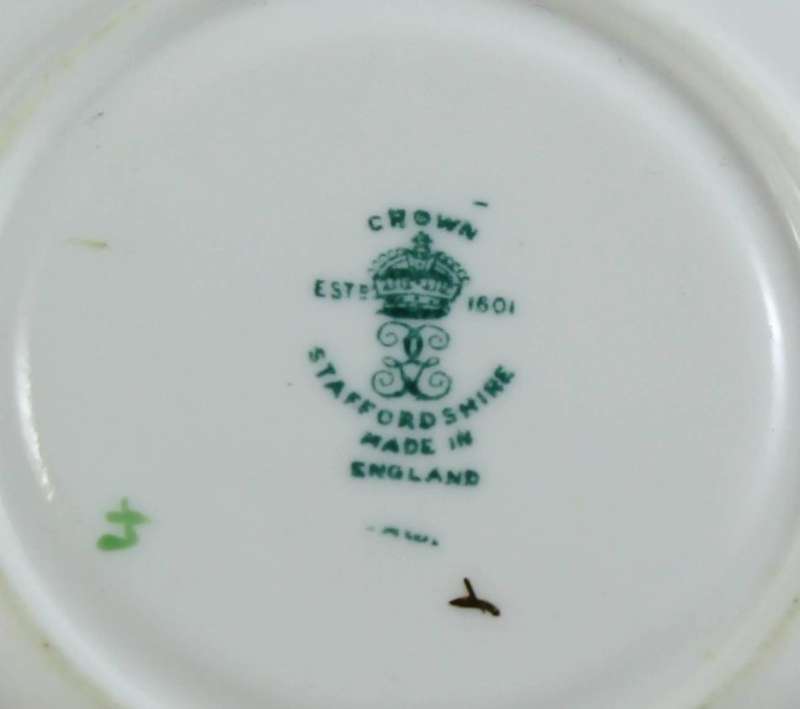 CROWN
ESTD 1801
STAFFORDSHIRE
MADE IN
ENGLAND